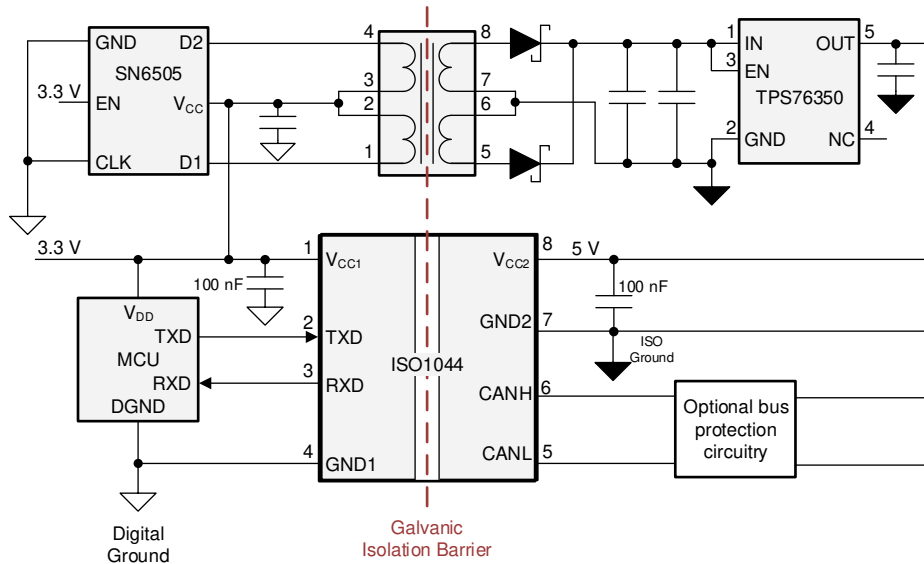 GND D2 4 8 1 IN OUT 5
SN6505
3 7 3 EN
3.3 V EN VCC TPS76350
2 6
CLK D1 1 5 2 GND NC 4
3.3 V 1 VCC1 VCC2 8 5 V
100 nF 100 nF
VDD
TXD 2 TXD GND2 7
MCU ISO1044 ISO
Ground
RXD 3 RXD CANH 6
DGND
Optional bus
protection
circuitry
4 GND1 CANL 5
Digital
Ground
Galvanic
Isolation Barrier